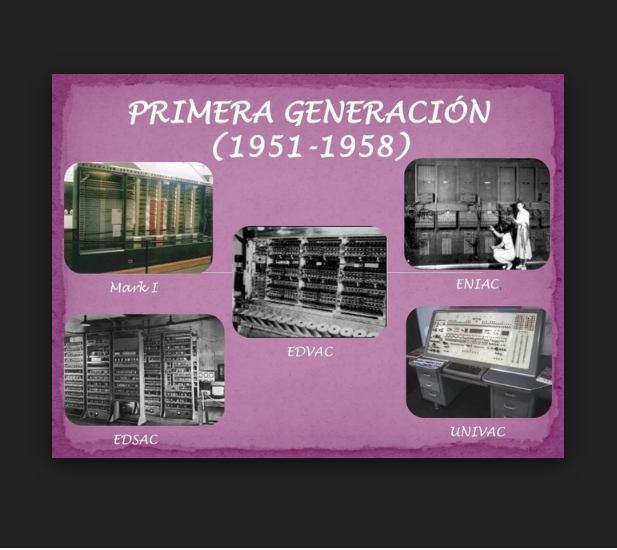 PRIMERA GENERACIÓN
(1951-1958)
Mark I
ENIAC
EDVAC
EDSAC
UNIVAC